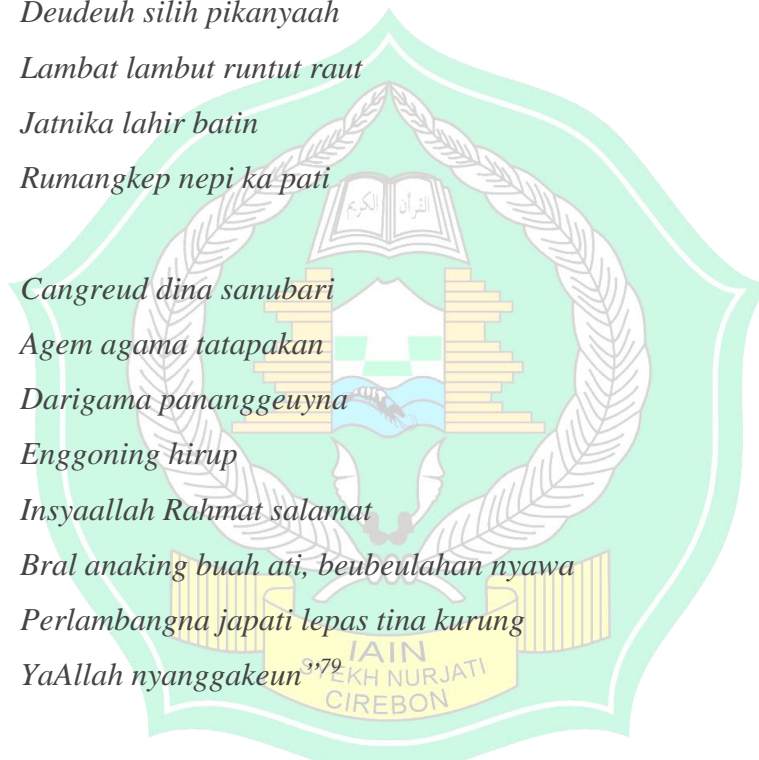 Deudeuh silih pikanyaah
Lambat lambut runtut raut
Jatnika lahir batin
Rumangkep nepi ka pati
القرآن الكريم
Cangreud dina sanubari
Agem agama tatapakan
Darigama pananggeuyna
Enggoning hirup
Insyaallah Rahmat salamat
Bral anaking buah ati, beubeulahan nyawa
Perlambangna japati lepas tina kurung
YaAllah nyanggakeun”⁷⁹
IAIN
SYEKH NURJATI
CIREBON